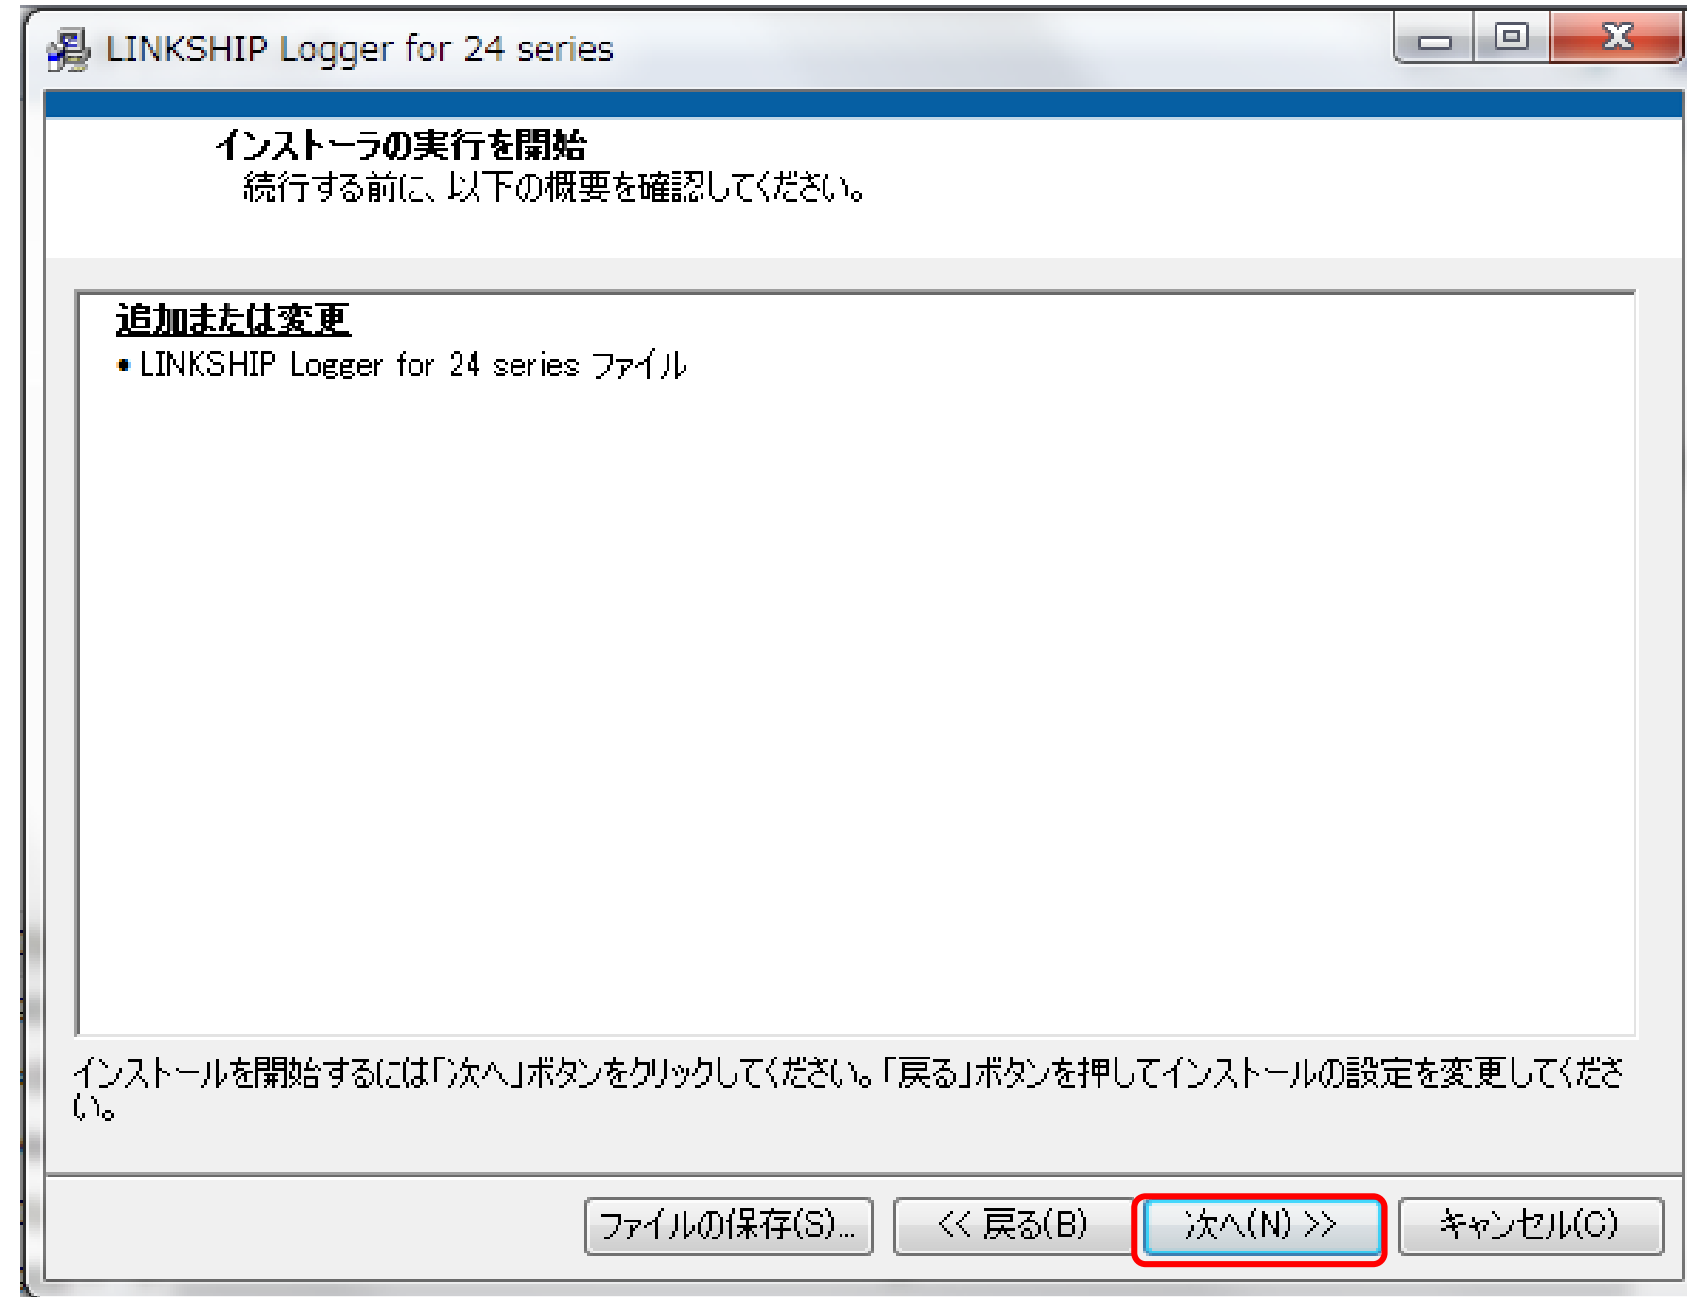 LINKSHIP Logger for 24 series
インストーラの実行を開始
続行する前に、以下の概要を確認してください。
追加または変更
• LINKSHIP Logger for 24 series ファイル
インストールを開始するには「次へ」ボタンをクリックしてください。「戻る」ボタンを押してインストールの設定を変更してくださ
い。
ファイルの保存(S)... << 戻る(B) 次へ(N) >> キャンセル(C)